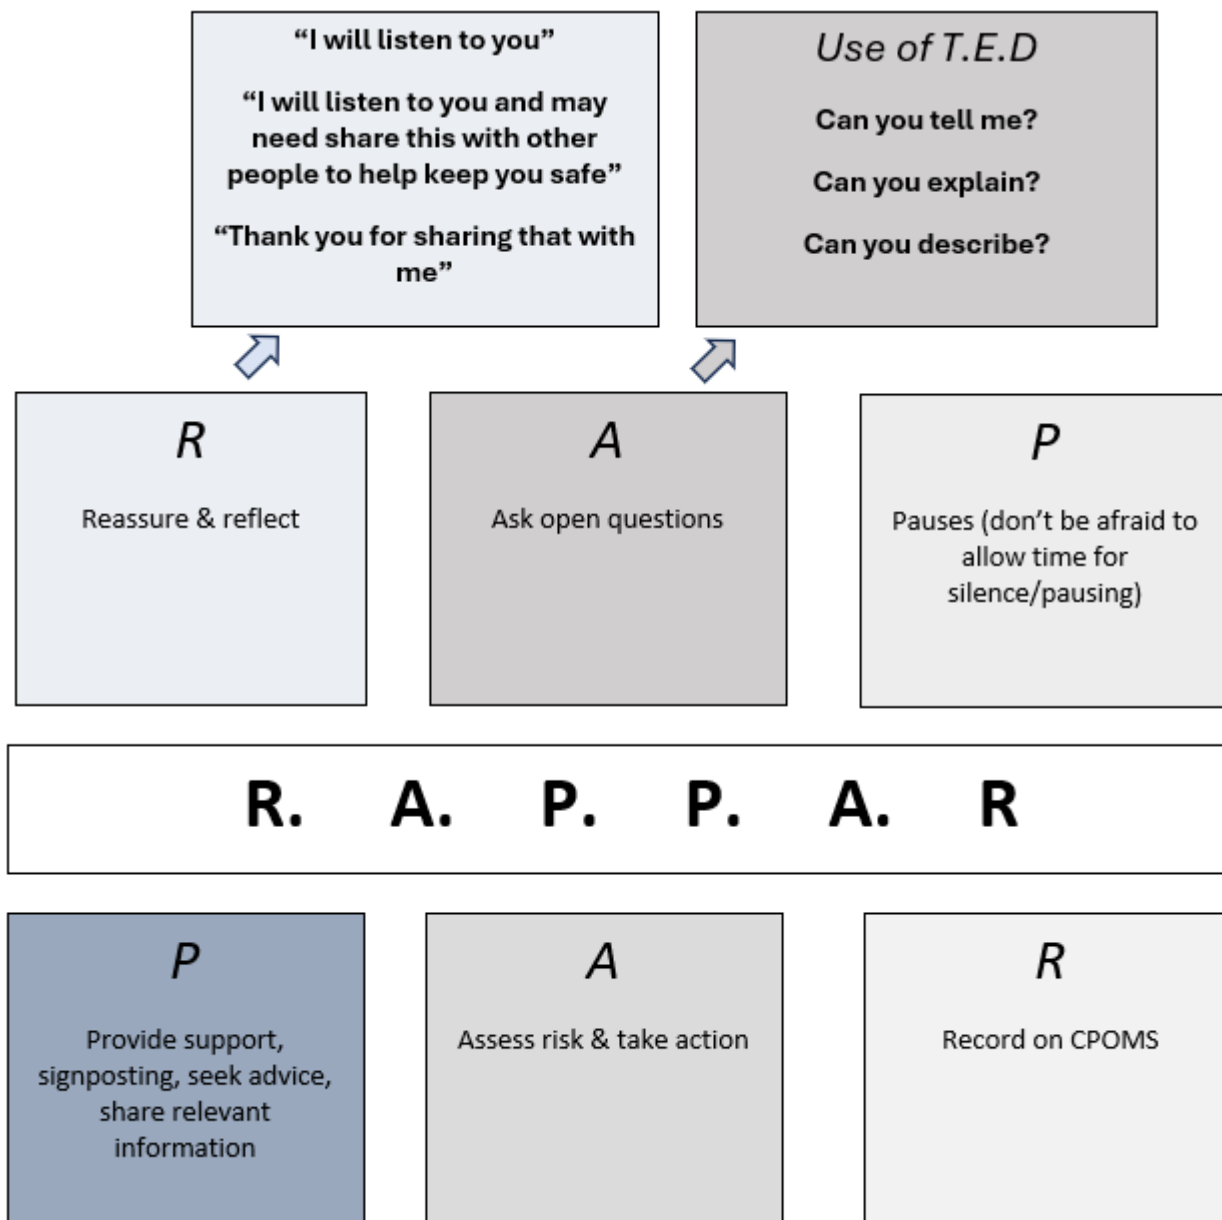 “I will listen to you”
“I will listen to you and may
need share this with other
people to help keep you safe”
“Thank you for sharing that with
me”
Use of T.E.D
Can you tell me?
Can you explain?
Can you describe?
R
Reassure & reflect
A
Ask open questions
P
Pauses (don’t be afraid to
allow time for
silence/pausing)
R. A. P. P. A. R
P
Provide support,
signposting, seek advice,
share relevant
information
A
Assess risk & take action
R
Record on CPOMS